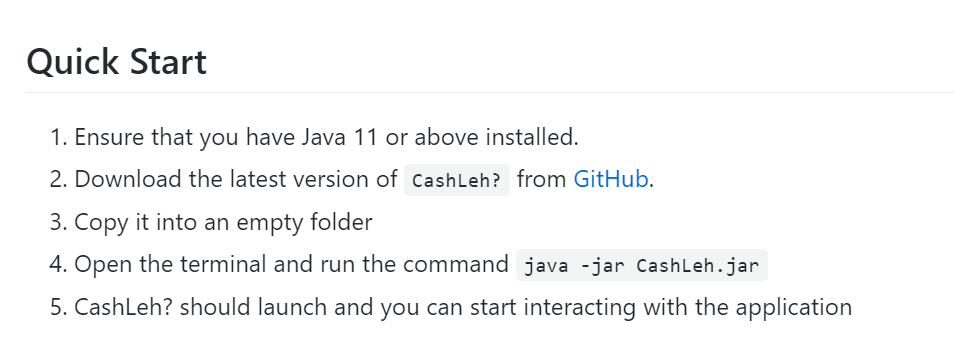 Quick Start
1. Ensure that you have Java 11 or above installed.
2. Download the latest version of CashLeh? from GitHub.
3. Copy it into an empty folder
4. Open the terminal and run the command java -jar CashLeh.jar
5. CashLeh? should launch and you can start interacting with the application